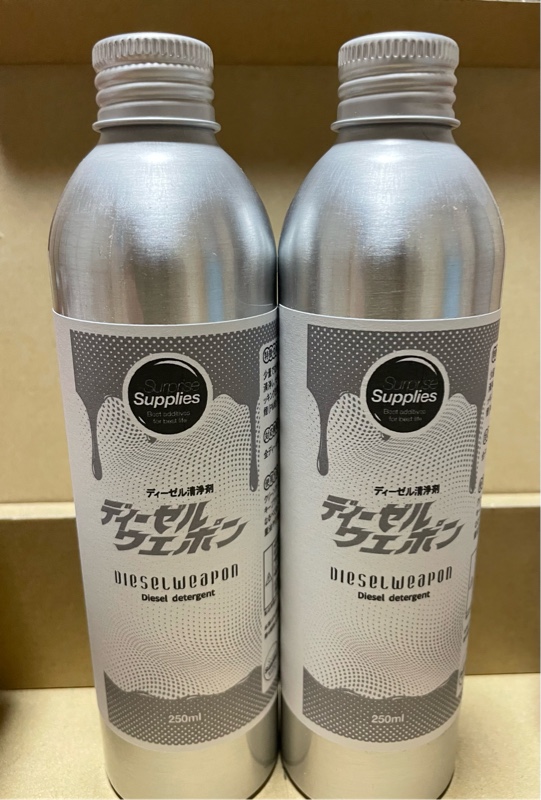 Surprise
Supplies
Best additives
for best life
ディーゼル清浄剤
ディーゼル
ウエポン
DIESELWEAPON
Diesel detergent
250ml
Surprise
Supplies
Best additives
for best life
ディーゼル清浄剤
ディーゼル
ウエポン
DIESELWEAPON
Diesel detergent
250ml